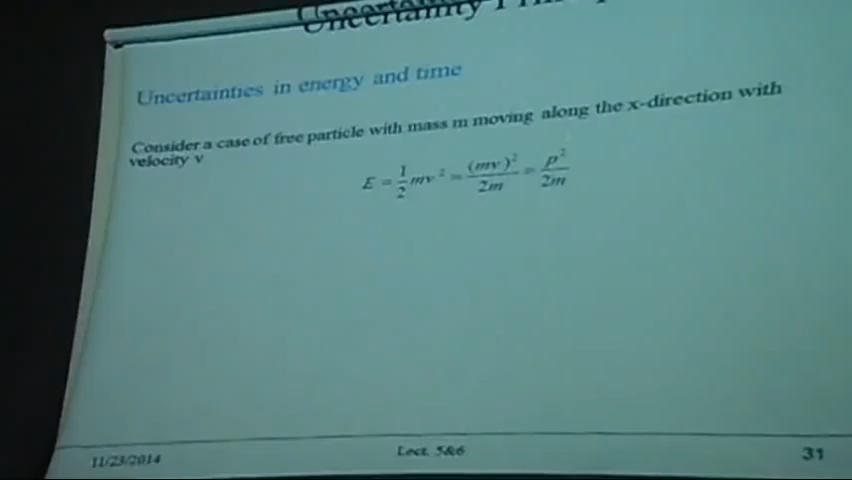 Uncertainty
Uncertainties in energy and time
Consider a case of free particle with mass m moving along the x-direction with
velocity v
E = 1/2 mv² = (mv)²/2m = p²/2m
11/23/2014 Lect. 5&6 31